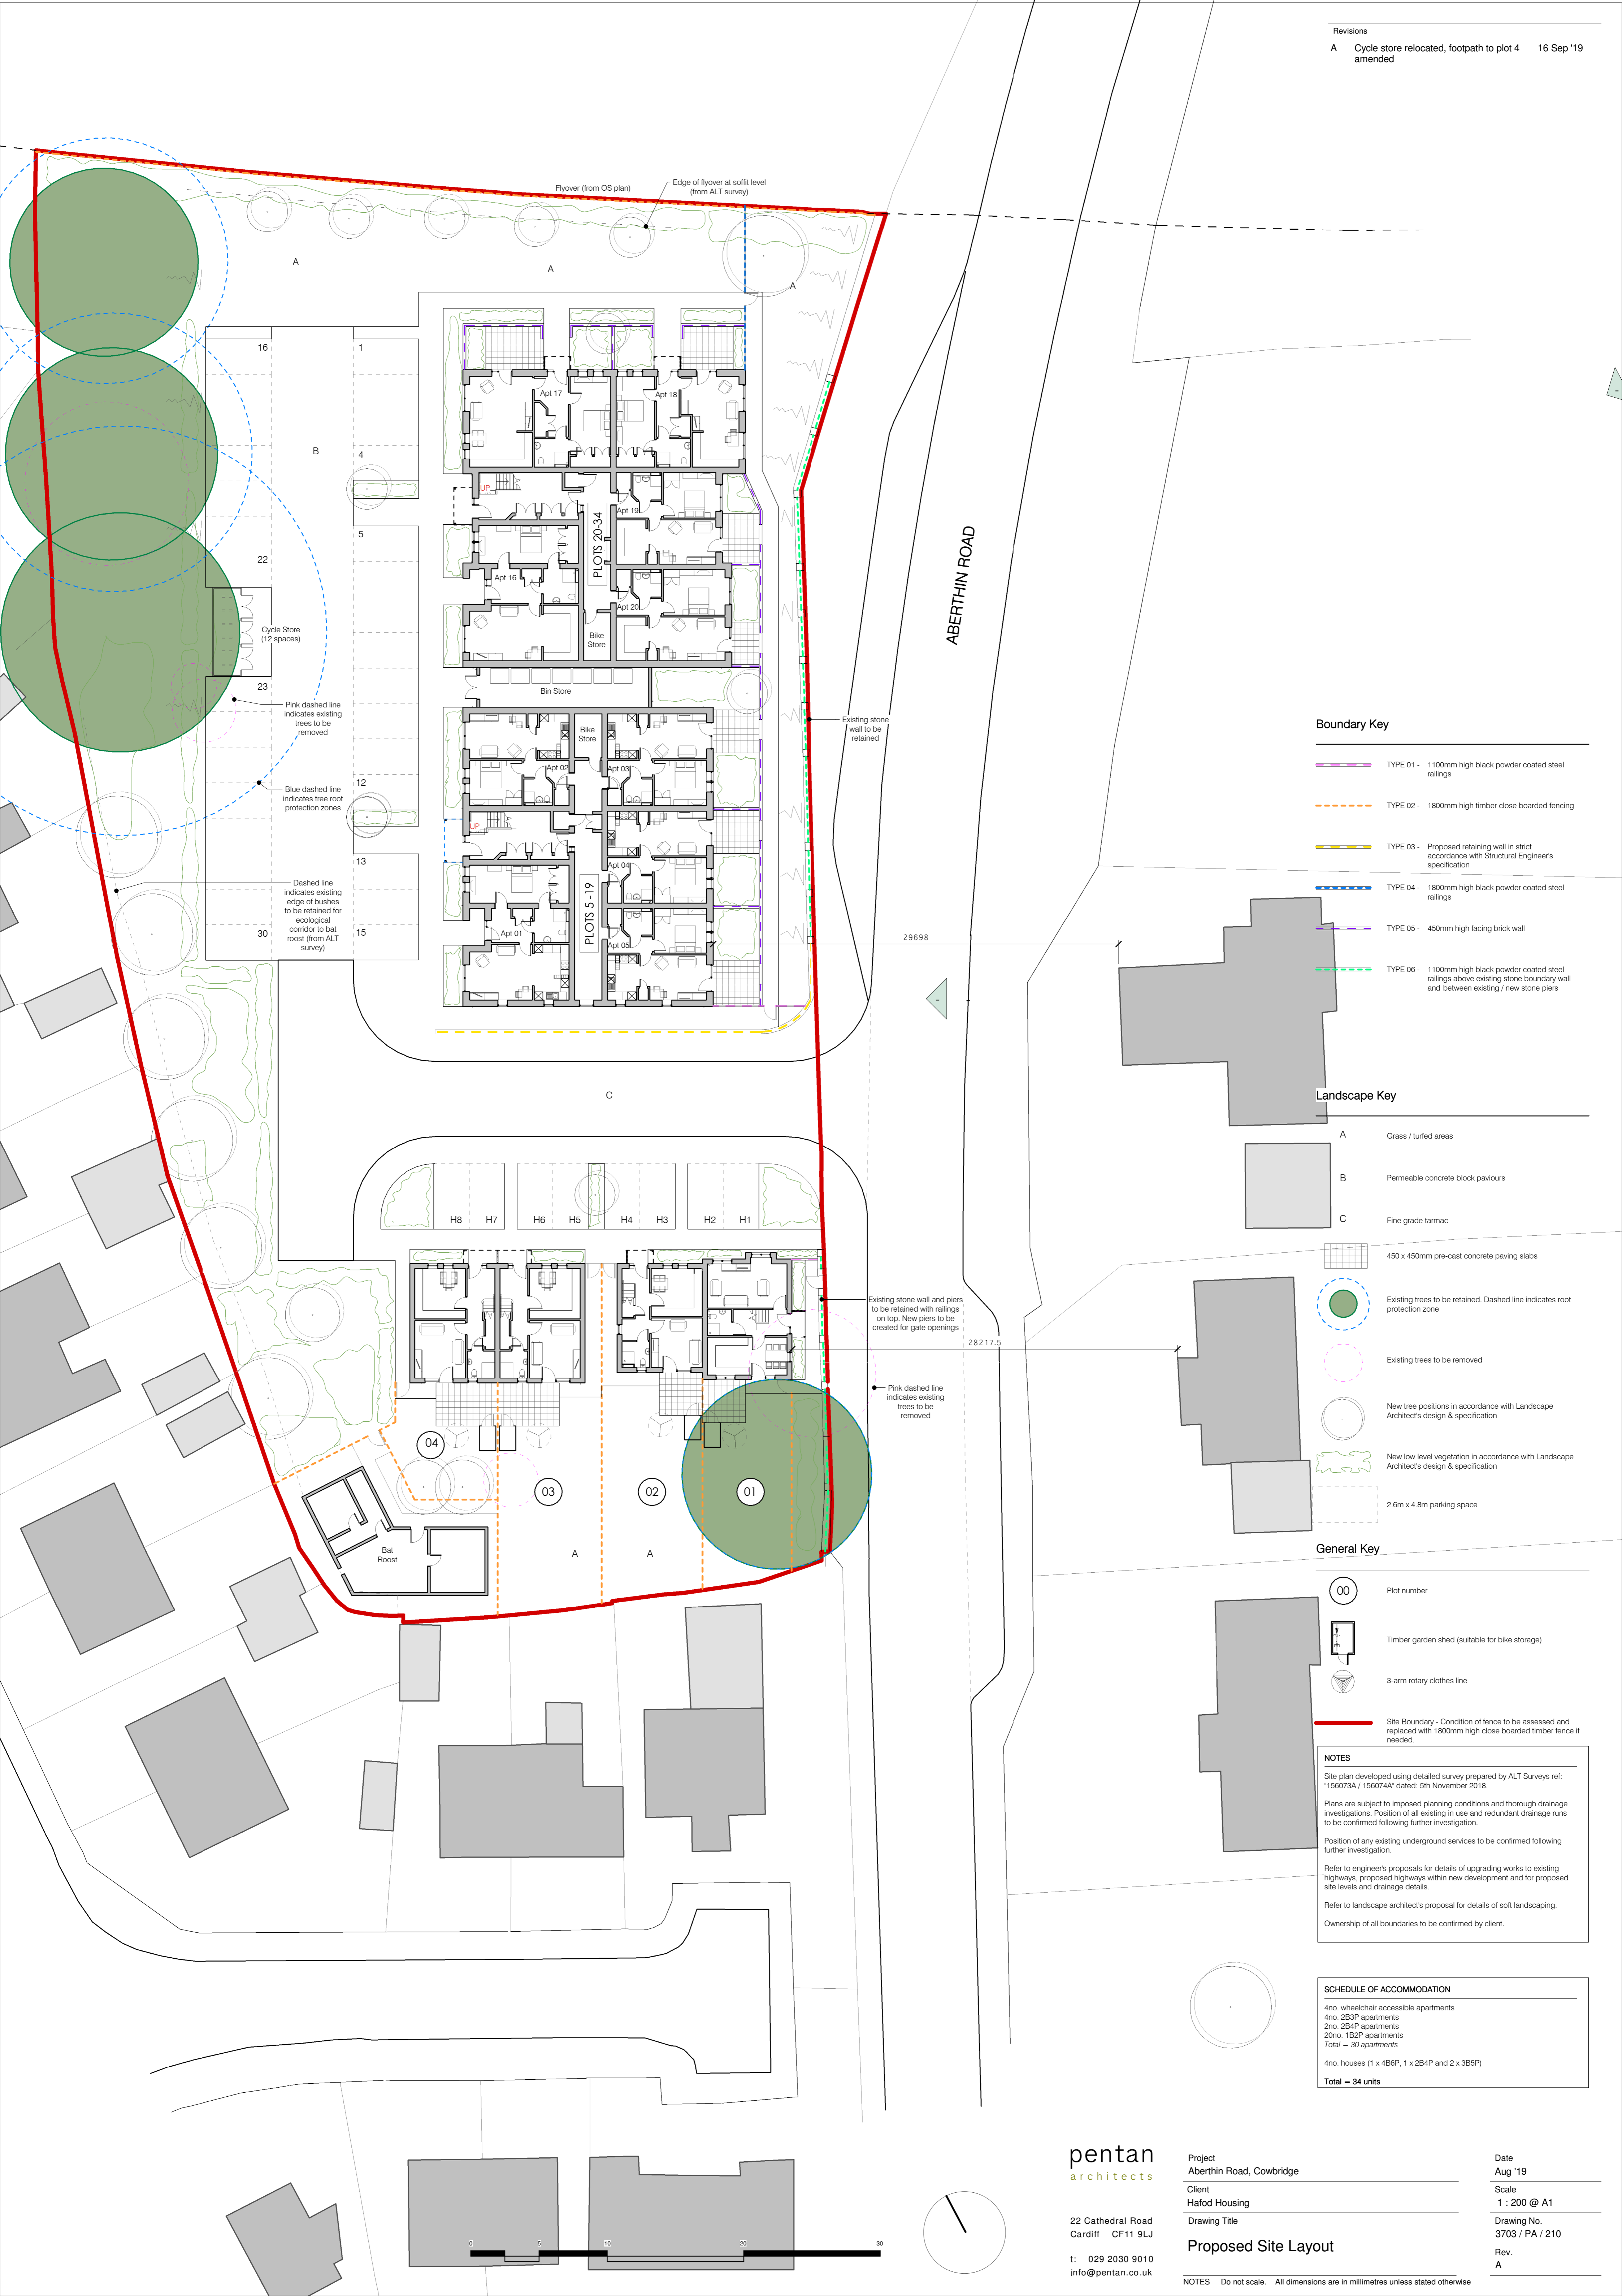 Revisions
A Cycle store relocated, footpath to plot 4 16 Sep '19
amended
Flyover (from OS plan)
Edge of flyover at soffit level
(from ALT survey)
A
A
A
16
1
B
4
5
22
Cycle Store
(12 spaces)
23
Pink dashed line
indicates existing
trees to be
removed
12
Blue dashed line
indicates tree root
protection zones
13
Dashed line
indicates existing
edge of bushes
to be retained for
ecological
corridor to bat
roost (from ALT
survey)
30
15
Apt 17
Apt 18
UP
Apt 19
PLOTS 20-34
Apt 16
Apt 20
Bike
Store
Bin Store
Bike
Store
Apt 02
Apt 03
UP
Apt 04
PLOTS 5 -19
Apt 01
Apt 05
Existing stone
wall to be
retained
ABERTHIN ROAD
29698
-
-
C
H8
H7
H6
H5
H4
H3
H2
H1
Existing stone wall and piers
to be retained with railings
on top. New piers to be
created for gate openings
28217.5
Pink dashed line
indicates existing
trees to be
removed
04
03
02
01
Bat
Roost
A
A
Boundary Key
TYPE 01 - 1100mm high black powder coated steel
railings
TYPE 02 - 1800mm high timber close boarded fencing
TYPE 03 - Proposed retaining wall in strict
accordance with Structural Engineer's
specification
TYPE 04 - 1800mm high black powder coated steel
railings
TYPE 05 - 450mm high facing brick wall
TYPE 06 - 1100mm high black powder coated steel
railings above existing stone boundary wall
and between existing / new stone piers
Landscape Key
A Grass / turfed areas
B Permeable concrete block paviours
C Fine grade tarmac
450 x 450mm pre-cast concrete paving slabs
Existing trees to be retained. Dashed line indicates root
protection zone
Existing trees to be removed
New tree positions in accordance with Landscape
Architect's design & specification
New low level vegetation in accordance with Landscape
Architect's design & specification
2.6m x 4.8m parking space
General Key
00 Plot number
Timber garden shed (suitable for bike storage)
3-arm rotary clothes line
Site Boundary - Condition of fence to be assessed and
replaced with 1800mm high close boarded timber fence if
needed.
NOTES
Site plan developed using detailed survey prepared by ALT Surveys ref:
"156073A / 156074A" dated: 5th November 2018.
Plans are subject to imposed planning conditions and thorough drainage
investigations. Position of all existing in use and redundant drainage runs
to be confirmed following further investigation.
Position of any existing underground services to be confirmed following
further investigation.
Refer to engineer's proposals for details of upgrading works to existing
highways, proposed highways within new development and for proposed
site levels and drainage details.
Refer to landscape architect's proposal for details of soft landscaping.
Ownership of all boundaries to be confirmed by client.
SCHEDULE OF ACCOMMODATION
4no. wheelchair accessible apartments
4no. 2B3P apartments
2no. 2B4P apartments
20no. 1B2P apartments
Total = 30 apartments
4no. houses (1 x 4B6P, 1 x 2B4P and 2 x 3B5P)
Total = 34 units
0
5
10
20
30
pentan
architects
22 Cathedral Road
Cardiff CF11 9LJ
t: 029 2030 9010
info@pentan.co.uk
Project
Aberthin Road, Cowbridge
Client
Hafod Housing
Drawing Title
Proposed Site Layout
Date
Aug '19
Scale
1 : 200 @ A1
Drawing No.
3703 / PA / 210
Rev.
A
NOTES Do not scale. All dimensions are in millimetres unless stated otherwise